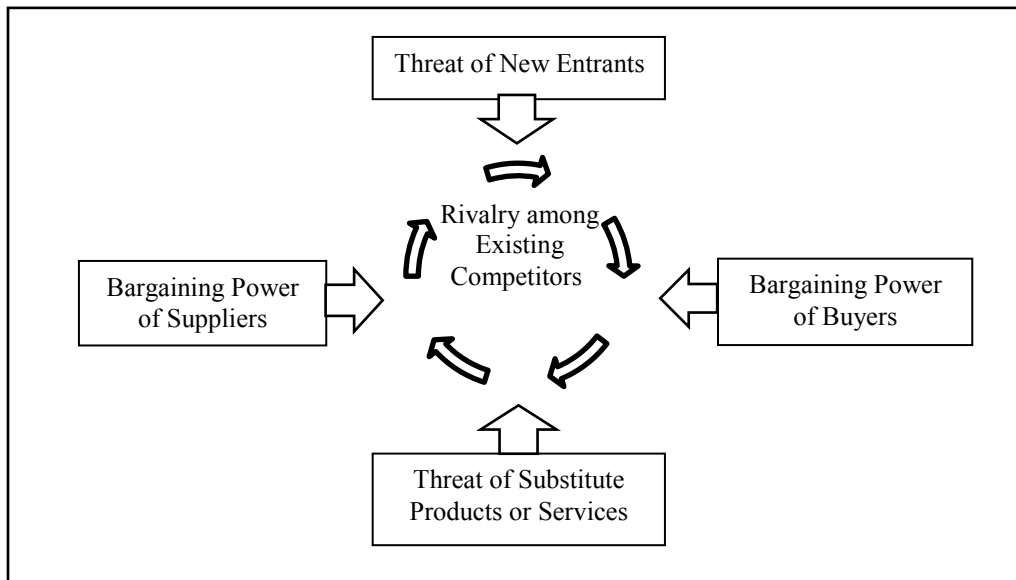 Threat of New Entrants
Rivalry among
Existing
Competitors
Bargaining Power
of Suppliers
Bargaining Power
of Buyers
Threat of Substitute
Products or Services